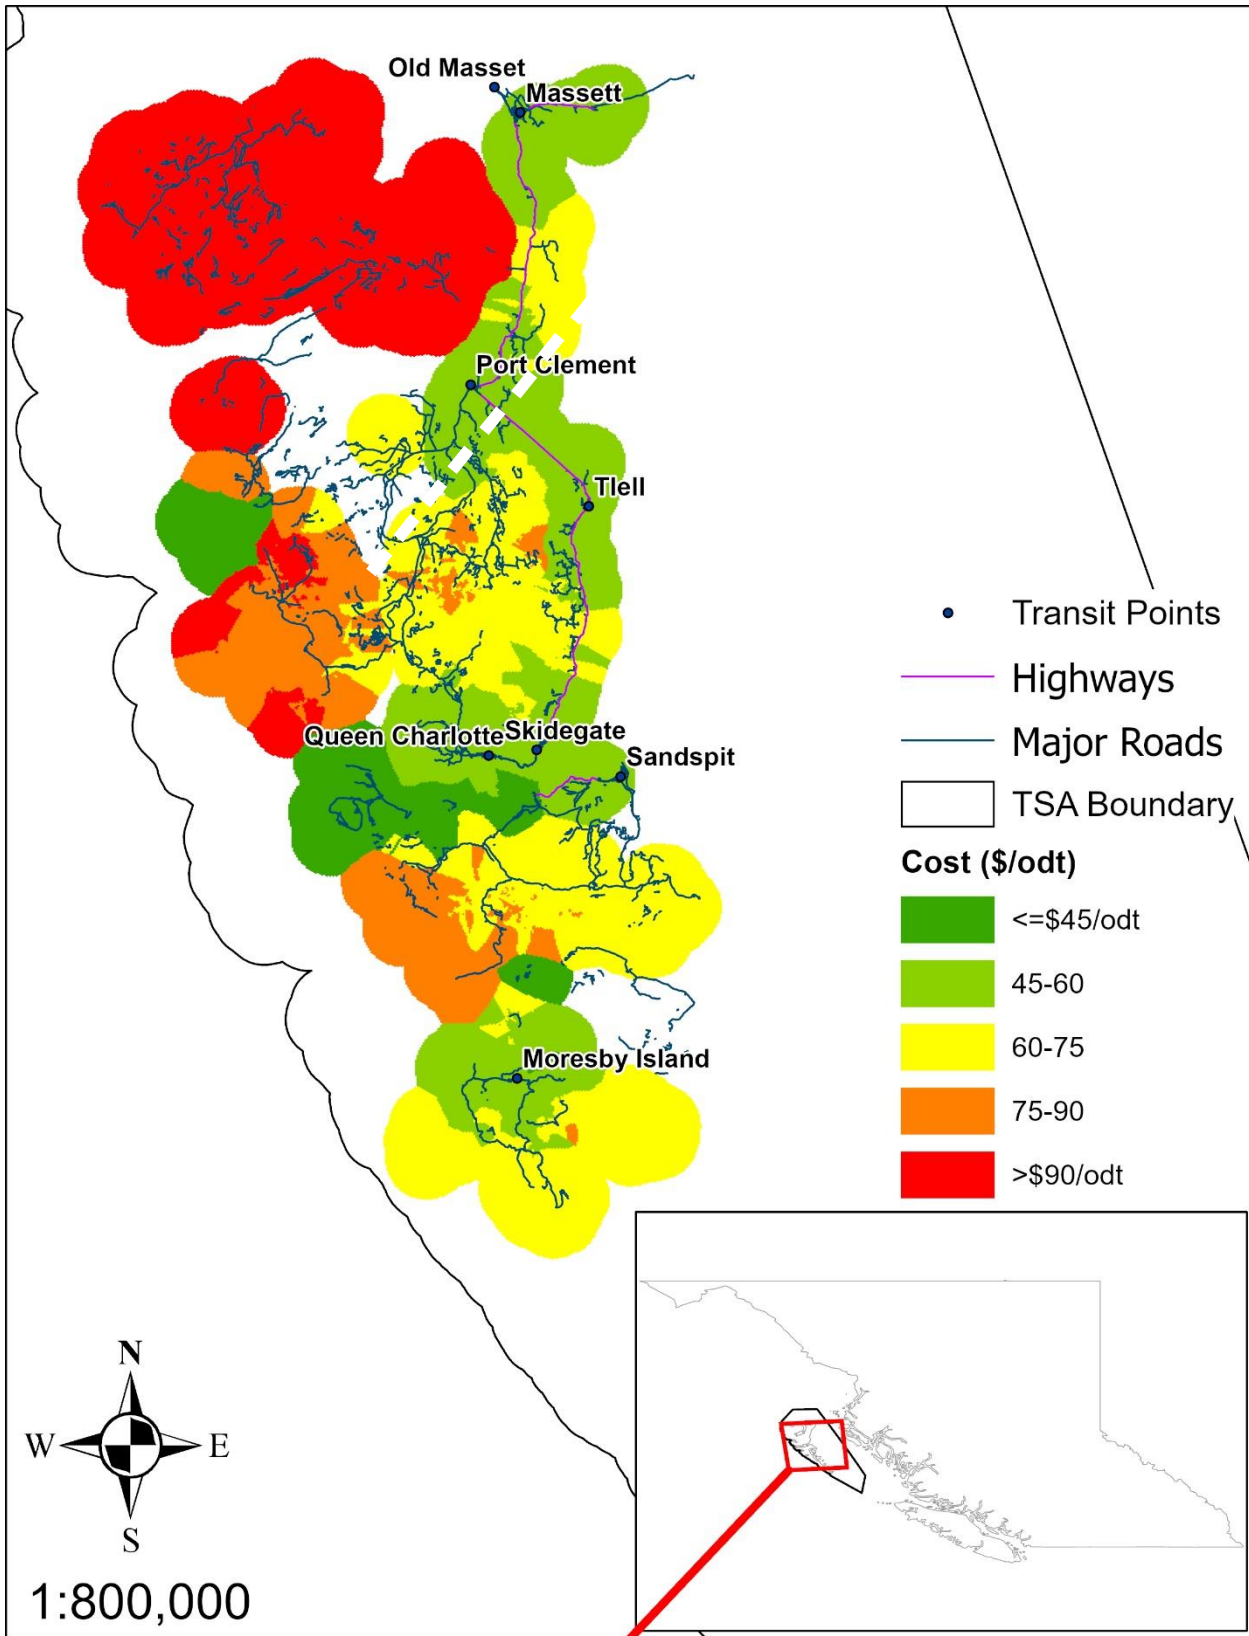 Old Masset
Massett
Port Clement
Tlell
Queen Charlotte
Skidegate
Sandspit
Moresby Island
Transit Points
Highways
Major Roads
TSA Boundary
Cost ($/odt)
<=$45/odt
45-60
60-75
75-90
>$90/odt
N
W
E
S
1:800,000